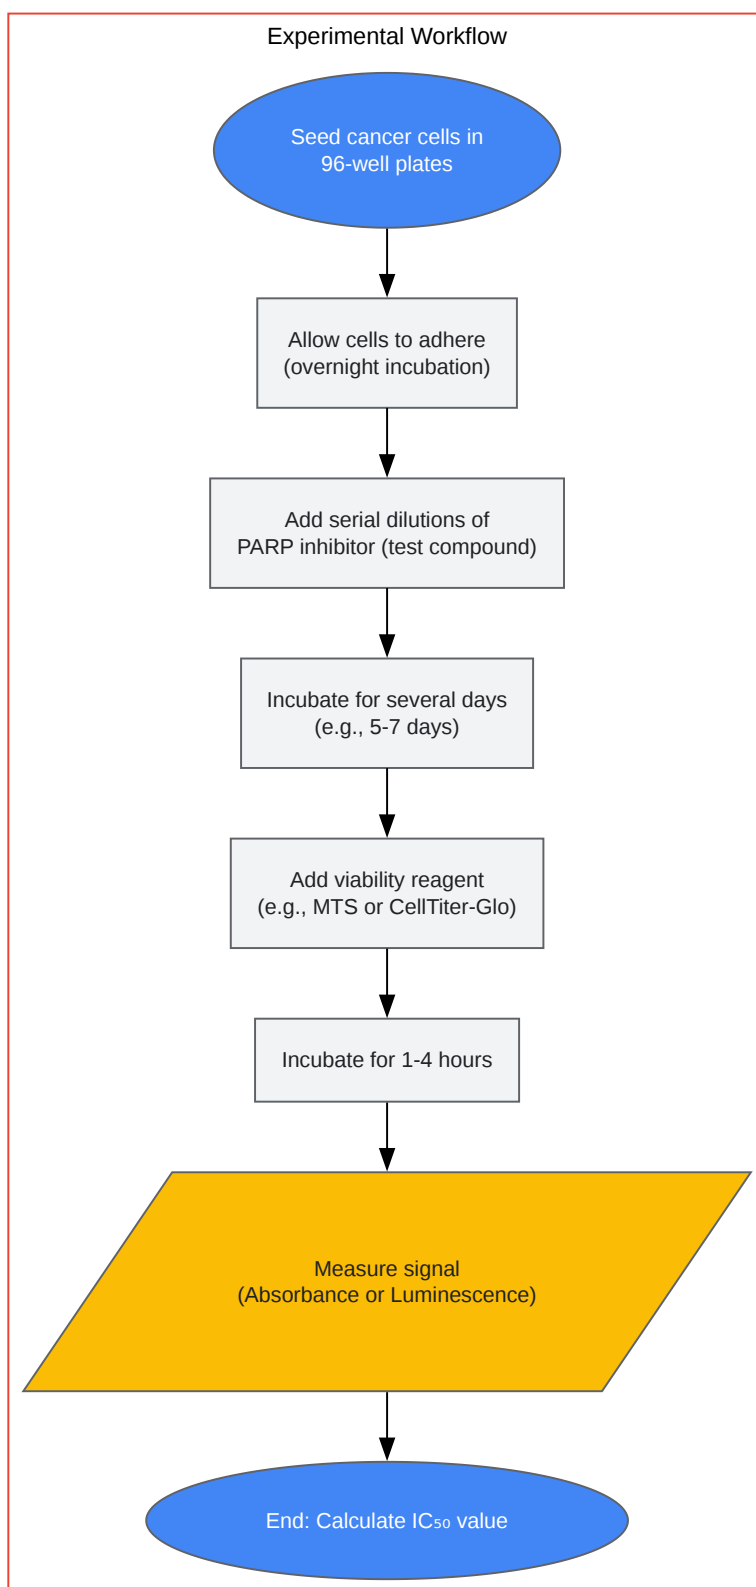 Experimental Workflow
Seed cancer cells in
96-well plates
Allow cells to adhere
(overnight incubation)
Add serial dilutions of
PARP inhibitor (test compound)
Incubate for several days
(e.g., 5-7 days)
Add viability reagent
(e.g., MTS or CellTiter-Glo)
Incubate for 1-4 hours
Measure signal
(Absorbance or Luminescence)
End: Calculate IC₅₀ value